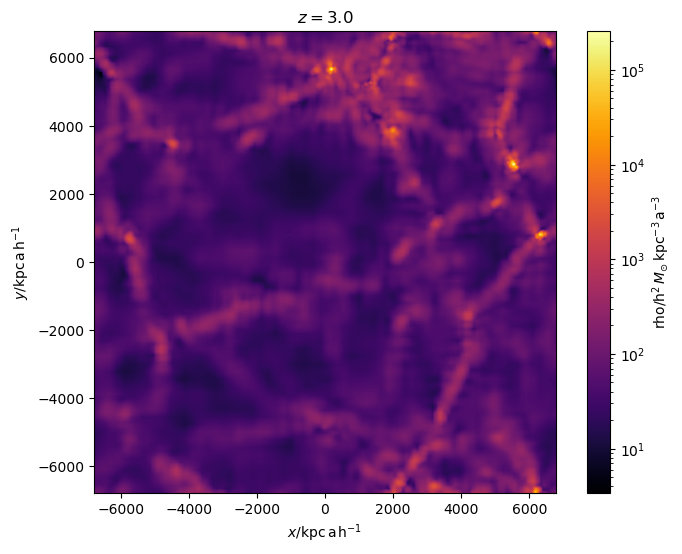 z = 3.0
6000
4000
2000
0
−2000
−4000
−6000
y/kpc a h⁻¹
−6000 −4000 −2000 0 2000 4000 6000
x/kpc a h⁻¹
10⁵
10⁴
10³
10²
10¹
rho/h² M⊙ kpc⁻³ a⁻³